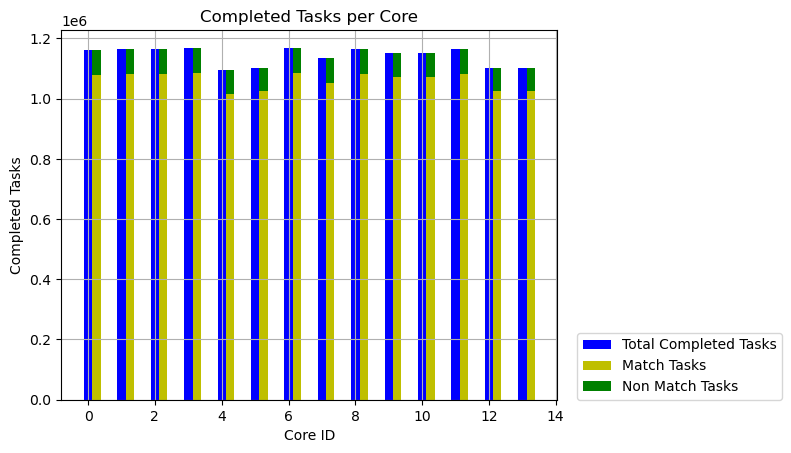 Completed Tasks per Core
1e6
1.2
1.0
0.8
0.6
0.4
0.2
0.0
Completed Tasks
0 2 4 6 8 10 12 14
Core ID
Total Completed Tasks
Match Tasks
Non Match Tasks